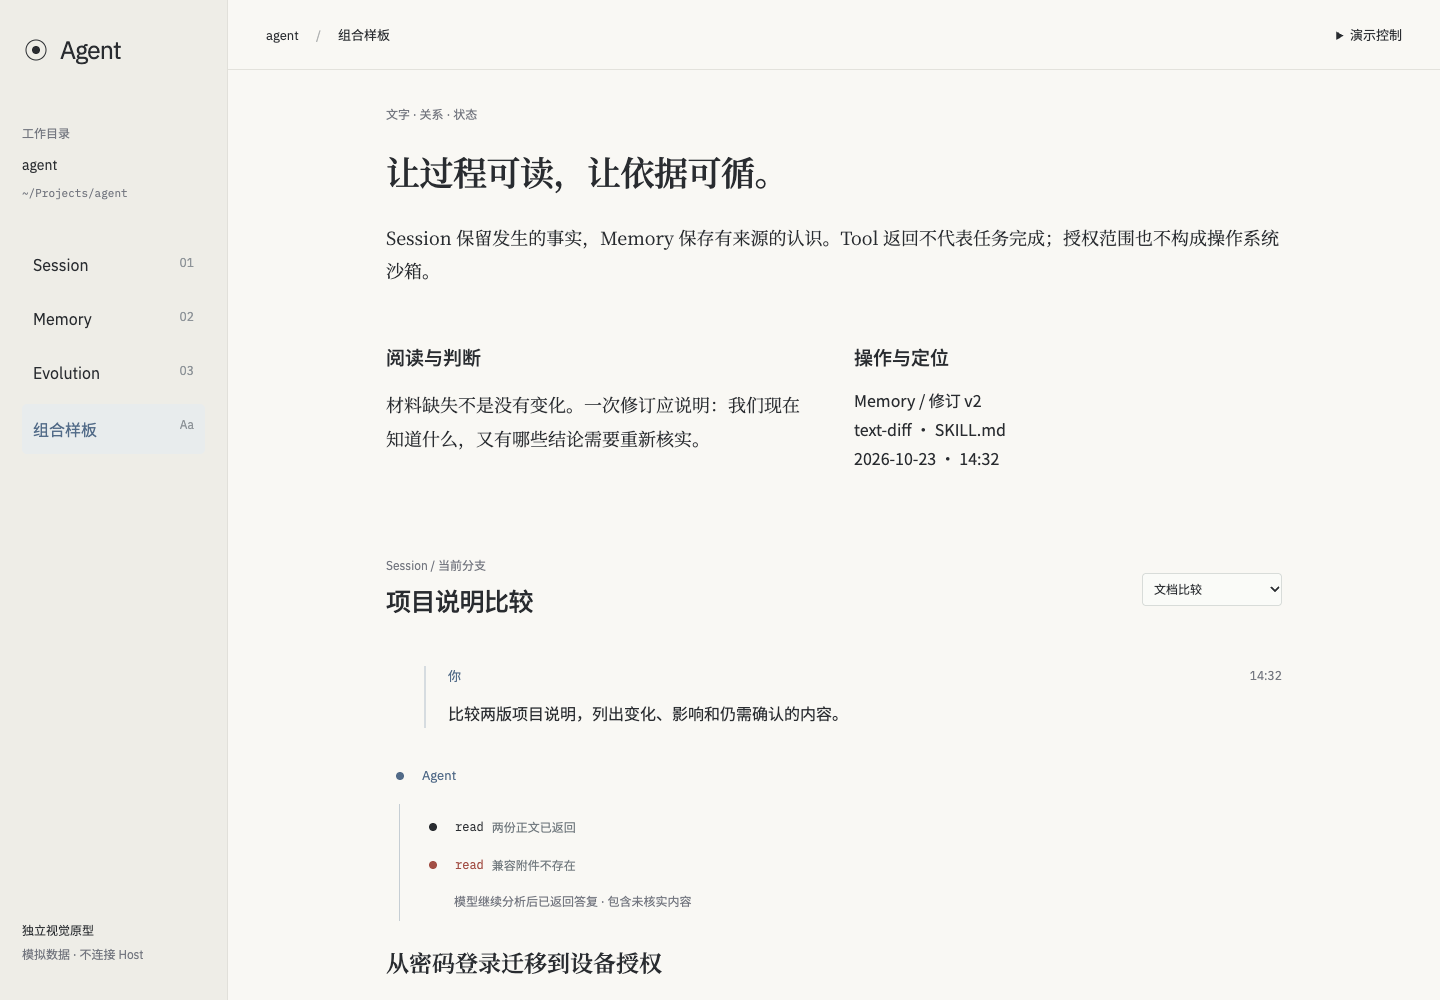 Agent
工作目录
agent
~/Projects/agent
Session 01
Memory 02
Evolution 03
组合样板 Aa
独立视觉原型
模拟数据 · 不连接 Host
agent / 组合样板
▶ 演示控制
文字 · 关系 · 状态
让过程可读，让依据可循。
Session 保留发生的事实，Memory 保存有来源的认识。Tool 返回不代表任务完成；授权范围也不构成操作系统
沙箱。
阅读与判断
材料缺失不是没有变化。一次修订应说明：我们现在
知道什么，又有哪些结论需要重新核实。
操作与定位
Memory / 修订 v2
text-diff · SKILL.md
2026-10-23 · 14:32
Session / 当前分支
项目说明比较
文档比较
你 14:32
比较两版项目说明，列出变化、影响和仍需确认的内容。
Agent
read 两份正文已返回
read 兼容附件不存在
模型继续分析后已返回答复 · 包含未核实内容
从密码登录迁移到设备授权